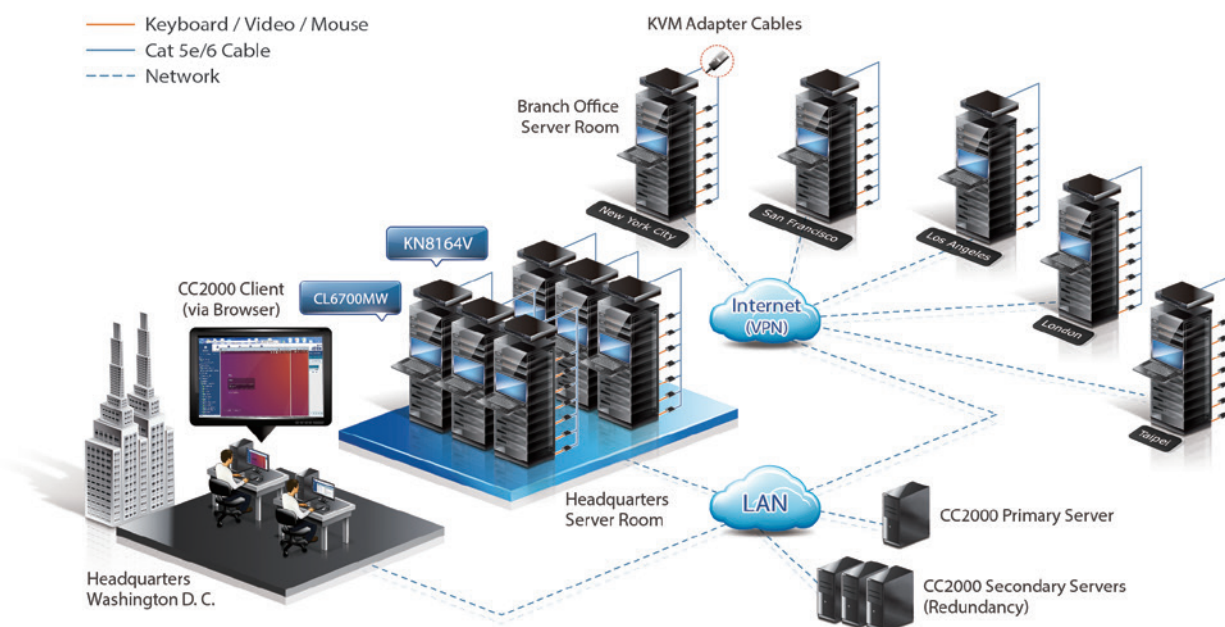 Keyboard / Video / Mouse
Cat 5e/6 Cable
Network
KVM Adapter Cables
Branch Office
Server Room
New York City
San Francisco
Los Angeles
London
Taipei
KN8164V
CL6700MW
CC2000 Client
(via Browser)
Internet
(VPN)
Headquarters
Server Room
LAN
CC2000 Primary Server
CC2000 Secondary Servers
(Redundancy)
Headquarters
Washington D. C.